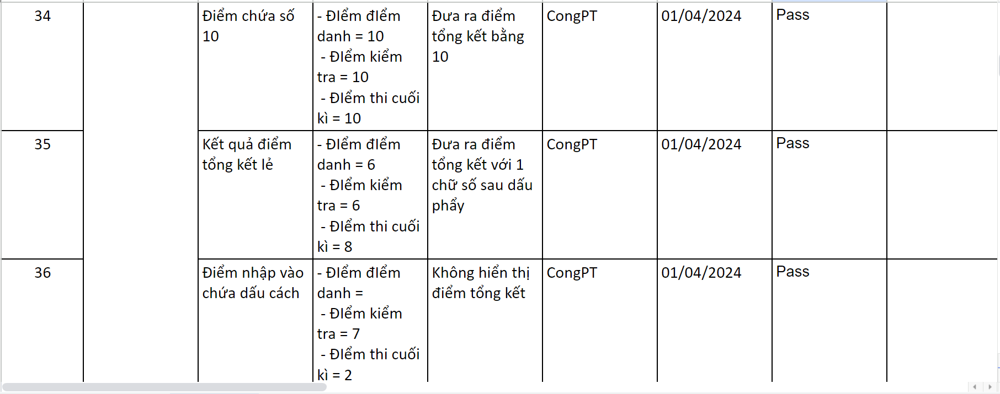 34
Điểm chứa số
10
- ĐIểm đIểm
danh = 10
- ĐIểm kiểm
tra = 10
- ĐIểm thi cuối
kì = 10
Đưa ra điểm
tổng kết bằng
10
CongPT
01/04/2024
Pass
35
Kết quả điểm
tổng kết lẻ
- ĐIểm đIểm
danh = 6
- ĐIểm kiểm
tra = 6
- ĐIểm thi cuối
kì = 8
Đưa ra điểm
tổng kết với 1
chữ số sau dấu
phẩy
CongPT
01/04/2024
Pass
36
Điểm nhập vào
chứa dấu cách
- ĐIểm đIểm
danh =
- ĐIểm kiểm
tra = 7
- ĐIểm thi cuối
kì = 2
Không hiển thị
điểm tổng kết
CongPT
01/04/2024
Pass